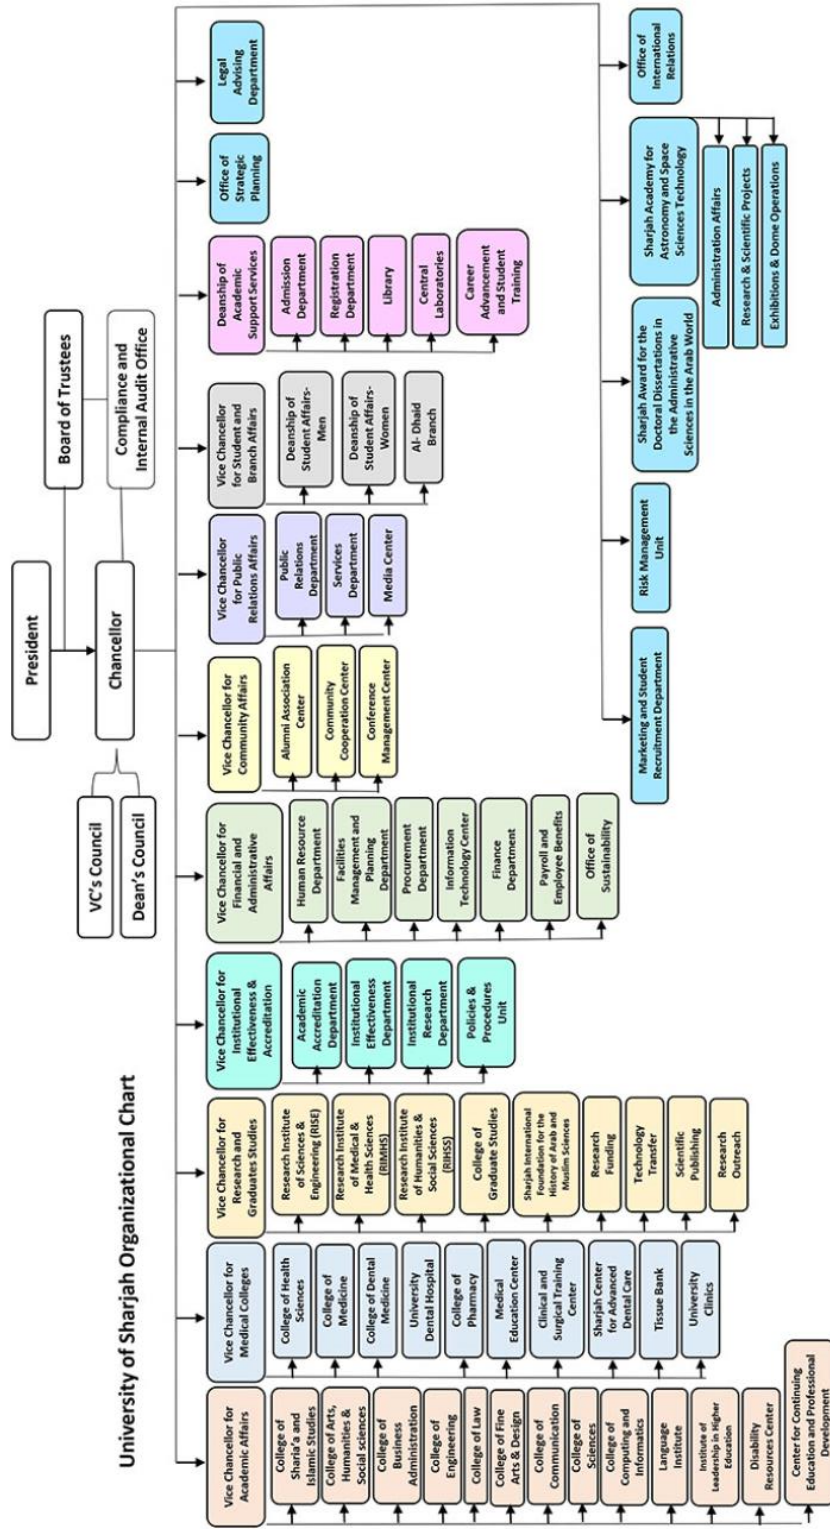 University of Sharjah Organizational Chart
President
Board of Trustees
Chancellor
Compliance and
Internal Audit Office
VC's Council
Dean's Council
Vice Chancellor for
Academic Affairs
College of
Sharia'a and
Islamic Studies
College of Arts,
Humanities &
Social sciences
College of
Business
Administration
College of
Engineering
College of Law
College of Fine
Arts & Design
College of
Communication
College of
Sciences
College of
Computing and
Informatics
Language
Institute
Institute of
Leadership in Higher
Education
Disability
Resources Center
Center for Continuing
Education and Professional
Development
Vice Chancellor for
Medical Colleges
College of Health
Sciences
College of
Medicine
College of Dental
Medicine
University
Dental Hospital
College of
Pharmacy
Medical
Education Center
Clinical and
Surgical Training
Center
Sharjah Center
for Advanced
Dental Care
Tissue Bank
University
Clinics
Vice Chancellor for
Research and
Graduates Studies
Research Institute
of Sciences &
Engineering (RISE)
Research Institute
of Medical &
Health Sciences
(RIMHS)
Research Institute
of Humanities &
Social Sciences
(RIHSS)
College of
Graduate Studies
Sharjah International
Foundation for the
History of Arab and
Muslim Sciences
Research
Funding
Technology
Transfer
Scientific
Publishing
Research
Outreach
Vice Chancellor for
Institutional
Effectiveness &
Accreditation
Academic
Accreditation
Department
Institutional
Effectiveness
Department
Institutional
Research
Department
Policies &
Procedures
Unit
Vice Chancellor for
Financial and
Administrative
Affairs
Human Resource
Department
Facilities
Management and
Planning
Department
Procurement
Department
Information
Technology Center
Finance
Department
Payroll and
Employee Benefits
Office of
Sustainability
Vice Chancellor for
Community Affairs
Alumni Association
Center
Community
Cooperation Center
Conference
Management Center
Vice Chancellor
for Public
Relations Affairs
Public
Relations
Department
Services
Department
Media Center
Vice Chancellor
for Student and
Branch Affairs
Deanship of
Student Affairs-
Men
Deanship of
Student Affairs-
Women
Al- Dhaid
Branch
Deanship of
Academic
Support Services
Admission
Department
Registration
Department
Library
Central
Laboratories
Career
Advancement
and Student
Training
Office of
Strategic
Planning
Legal
Advising
Department
Marketing and Student
Recruitment Department
Risk Management
Unit
Sharjah Award for the
Doctoral Dissertations in
the Administrative
Sciences in the Arab World
Sharjah Academy for
Astronomy and Space
Sciences Technology
Administration Affairs
Research & Scientific Projects
Exhibitions & Dome Operations
Office of
International
Relations